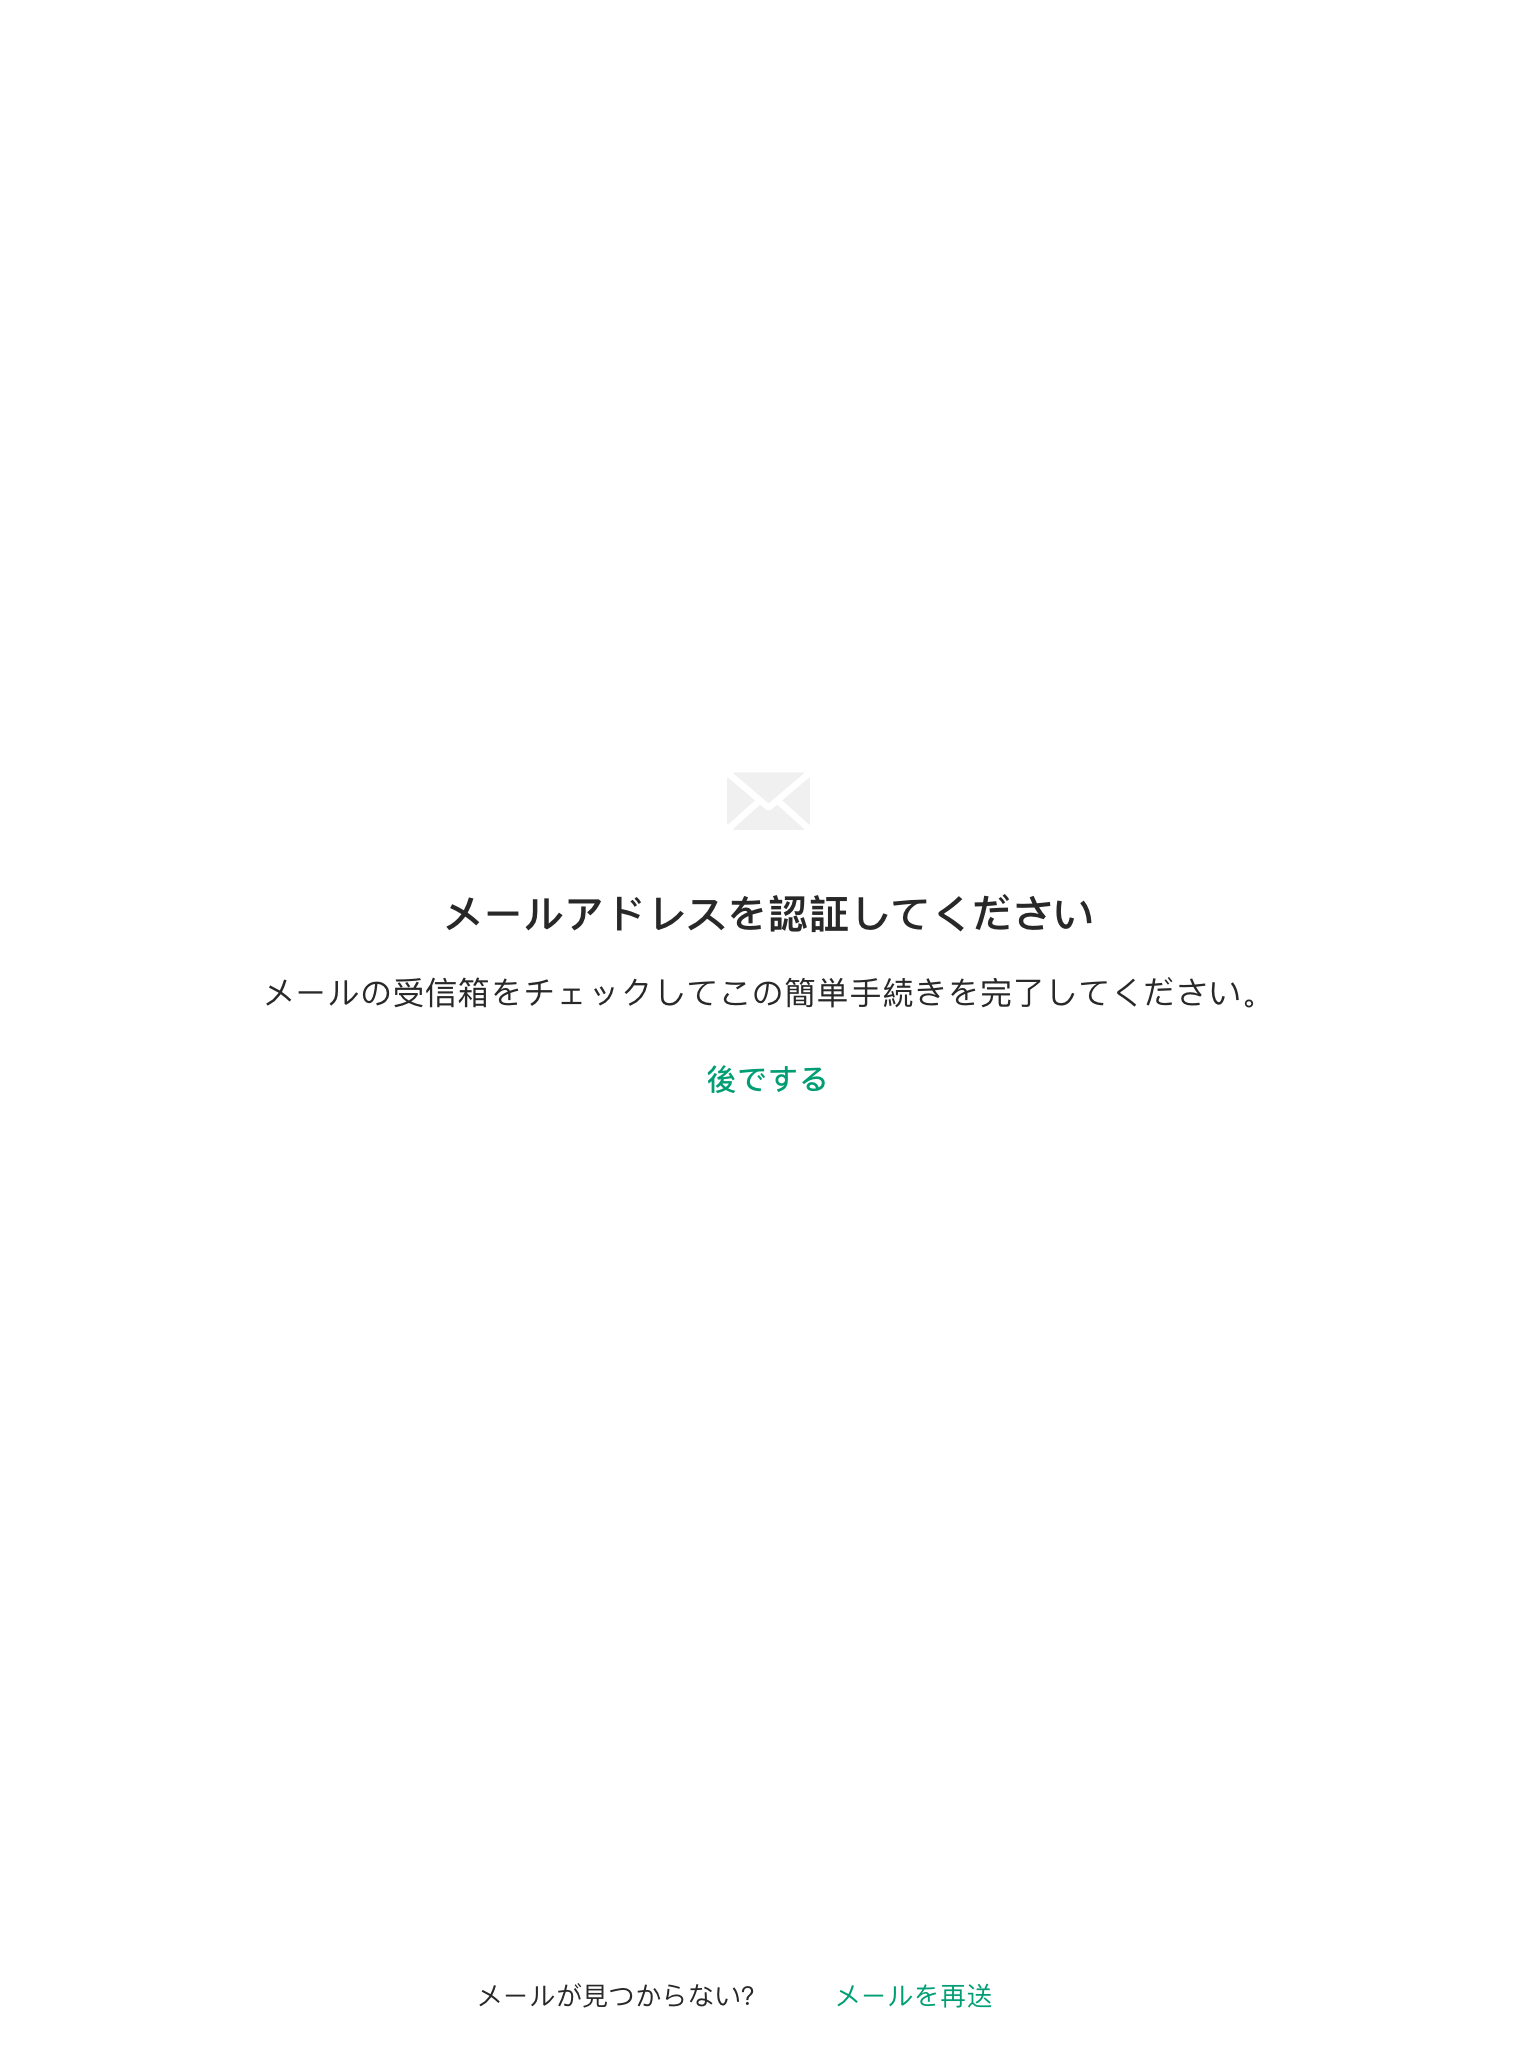 メールアドレスを認証してください
メールの受信箱をチェックしてこの簡単手続きを完了してください。
後でする
メールが見つからない? メールを再送